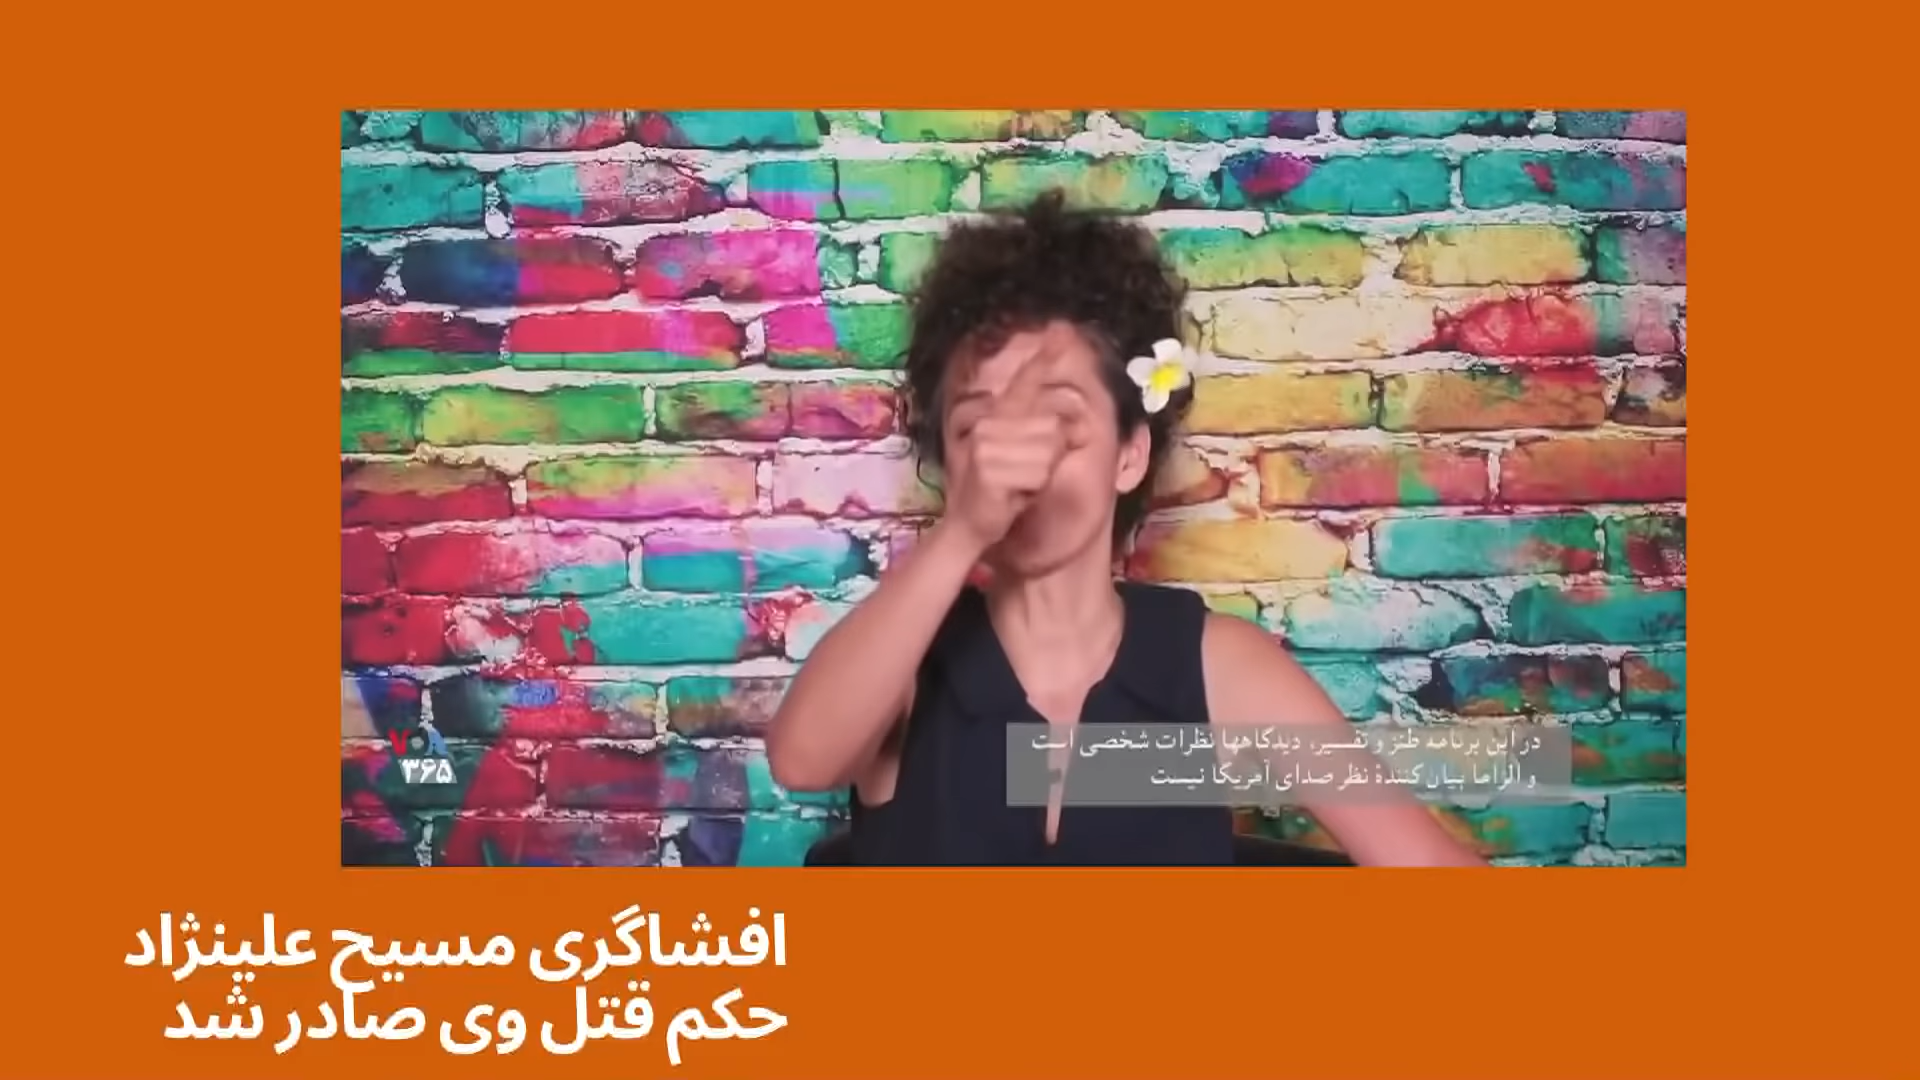 در این برنامه طنز و تفسیر، دیدگاهها نظرات شخصی است
و الزاما بیان کنندهٔ نظر صدای آمریکا نیست
VOA
۳۶۵
افشاگری مسیح علینژاد
حکم قتل وی صادر شد